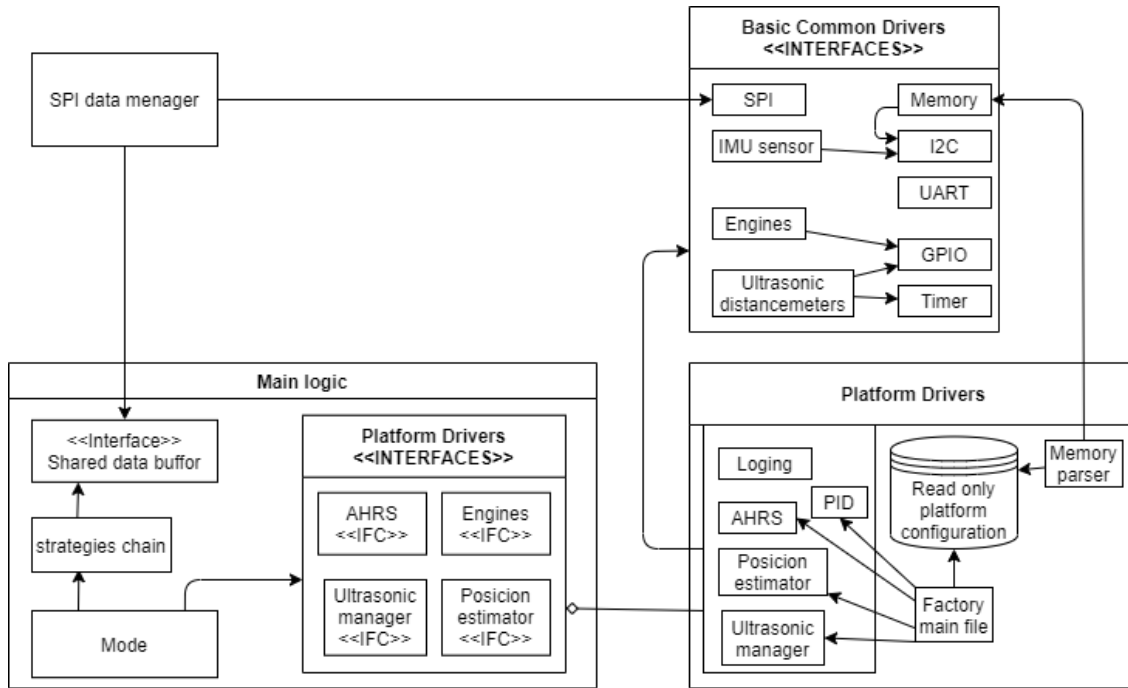 Basic Common Drivers
<<INTERFACES>>
SPI data menager
SPI
Memory
IMU sensor
I2C
UART
Engines
GPIO
Ultrasonic
distancemeters
Timer
Main logic
<<Interface>>
Shared data buffor
strategies chain
Mode
Platform Drivers
<<INTERFACES>>
AHRS
<<IFC>>
Engines
<<IFC>>
Ultrasonic
manager
<<IFC>>
Posicion
estimator
<<IFC>>
Platform Drivers
Loging
PID
AHRS
Posicion
estimator
Ultrasonic
manager
Read only
platform
configuration
Memory
parser
Factory
main file